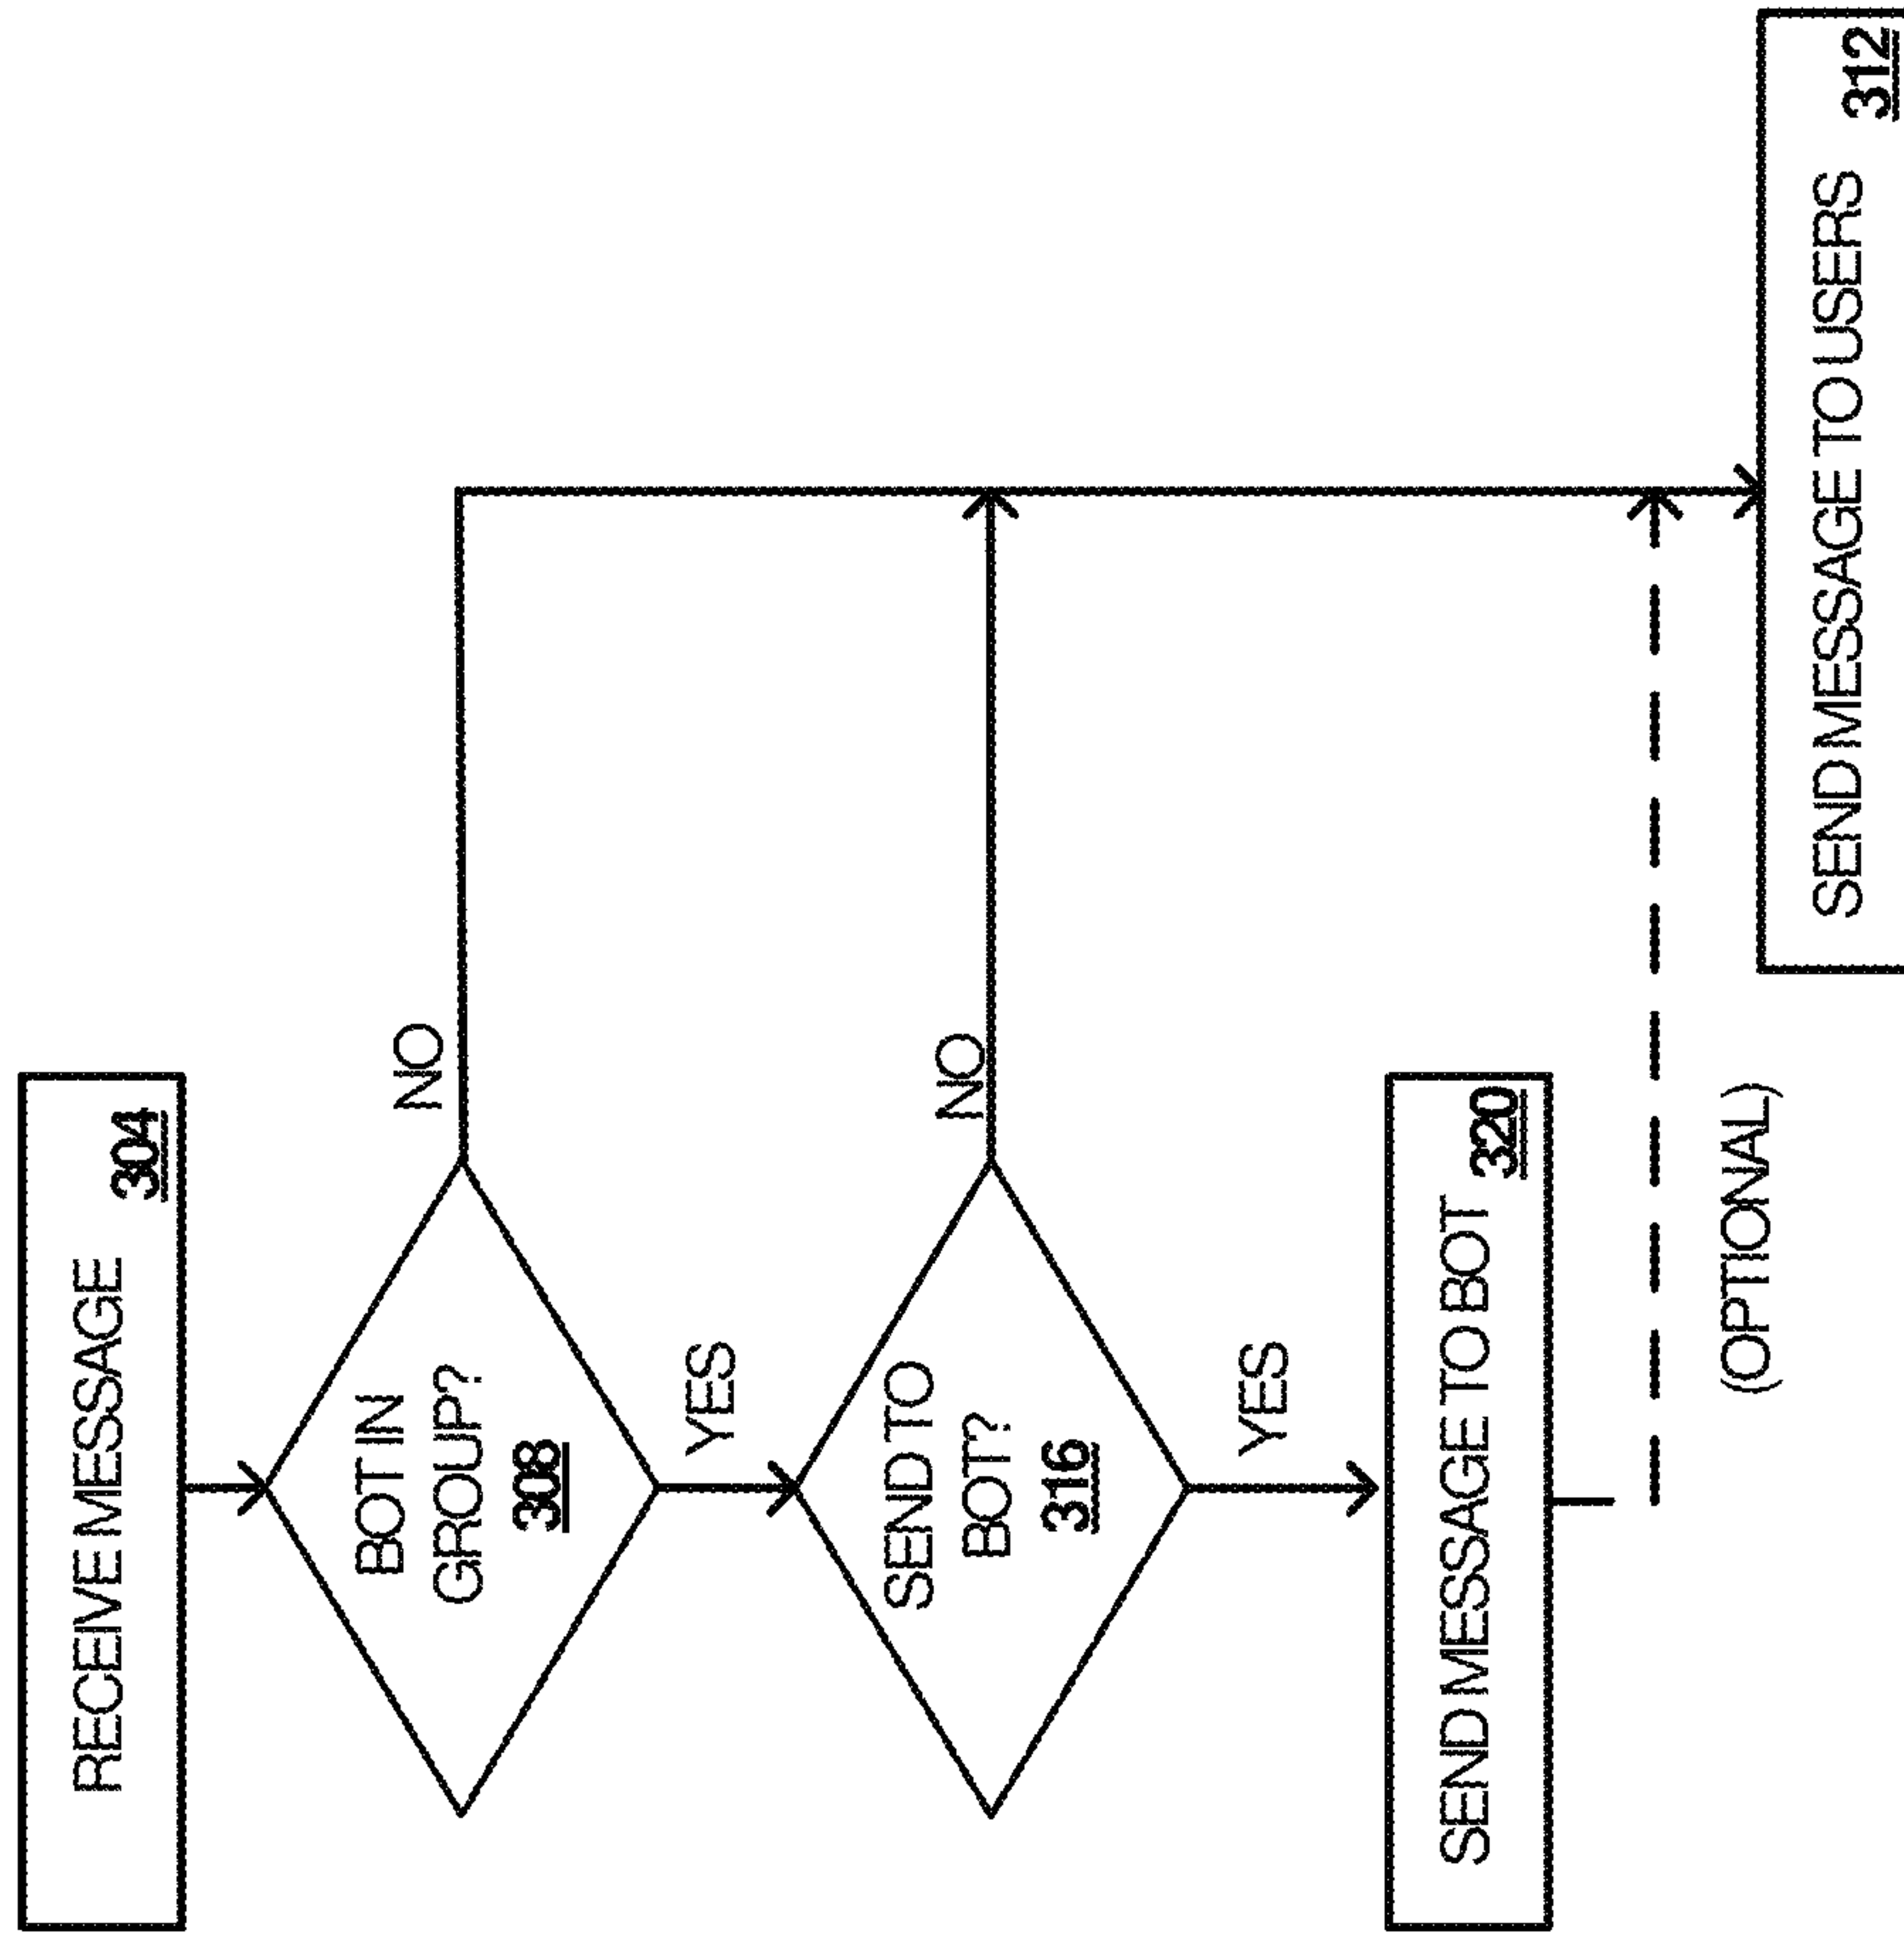 RECEIVE MESSAGE
304
BOT IN
GROUP?
308
NO
YES
SEND TO
BOT?
316
NO
YES
SEND MESSAGE TO BOT
320
(OPTIONAL)
SEND MESSAGE TO USERS
312